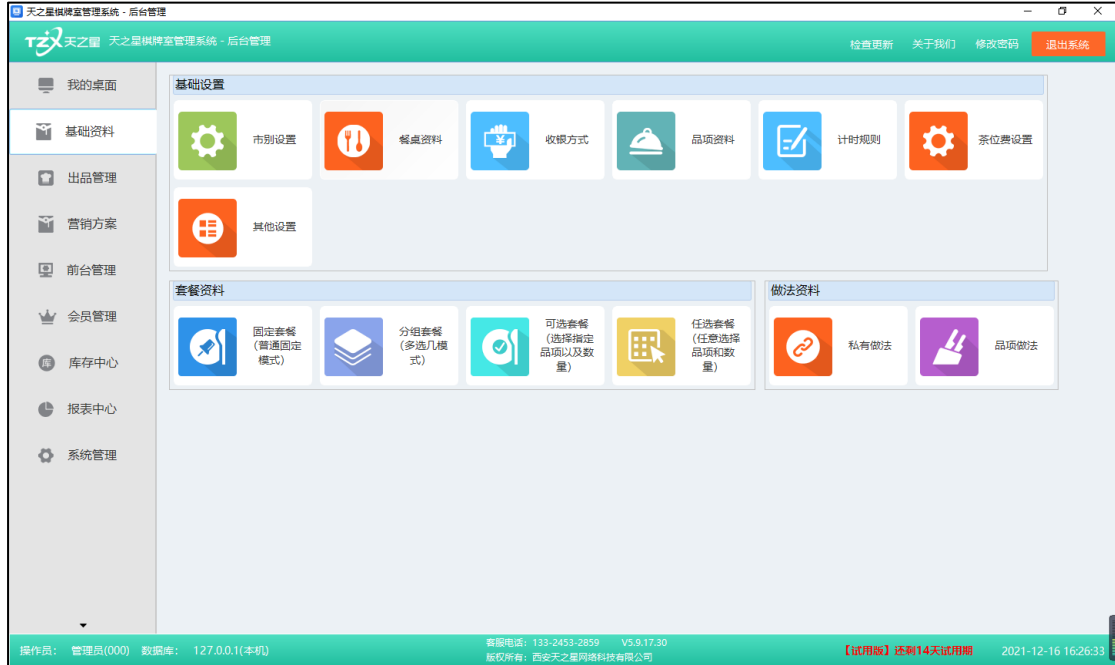 天之星棋牌室管理系统 - 后台管理
TZX天之星 天之星棋牌室管理系统 - 后台管理
检查更新 关于我们 修改密码 退出系统
我的桌面
基础资料
出品管理
营销方案
前台管理
会员管理
库 库存中心
报表中心
系统管理
基础设置
市别设置
餐桌资料
收银方式
品项资料
计时规则
茶位费设置
其他设置
套餐资料
固定套餐
(普通固定
模式)
分组套餐
(多选几模
式)
可选套餐
(选择指定
品项以及数
量)
任选套餐
(任意选择
品项和数
量)
做法资料
私有做法
品项做法
操作员: 管理员(000) 数据库: 127.0.0.1(本机)
客服电话: 133-2453-2859 V5.9.17.30
版权所有: 西安天之星网络科技有限公司
【试用版】还剩14天试用期
2021-12-16 16:26:33